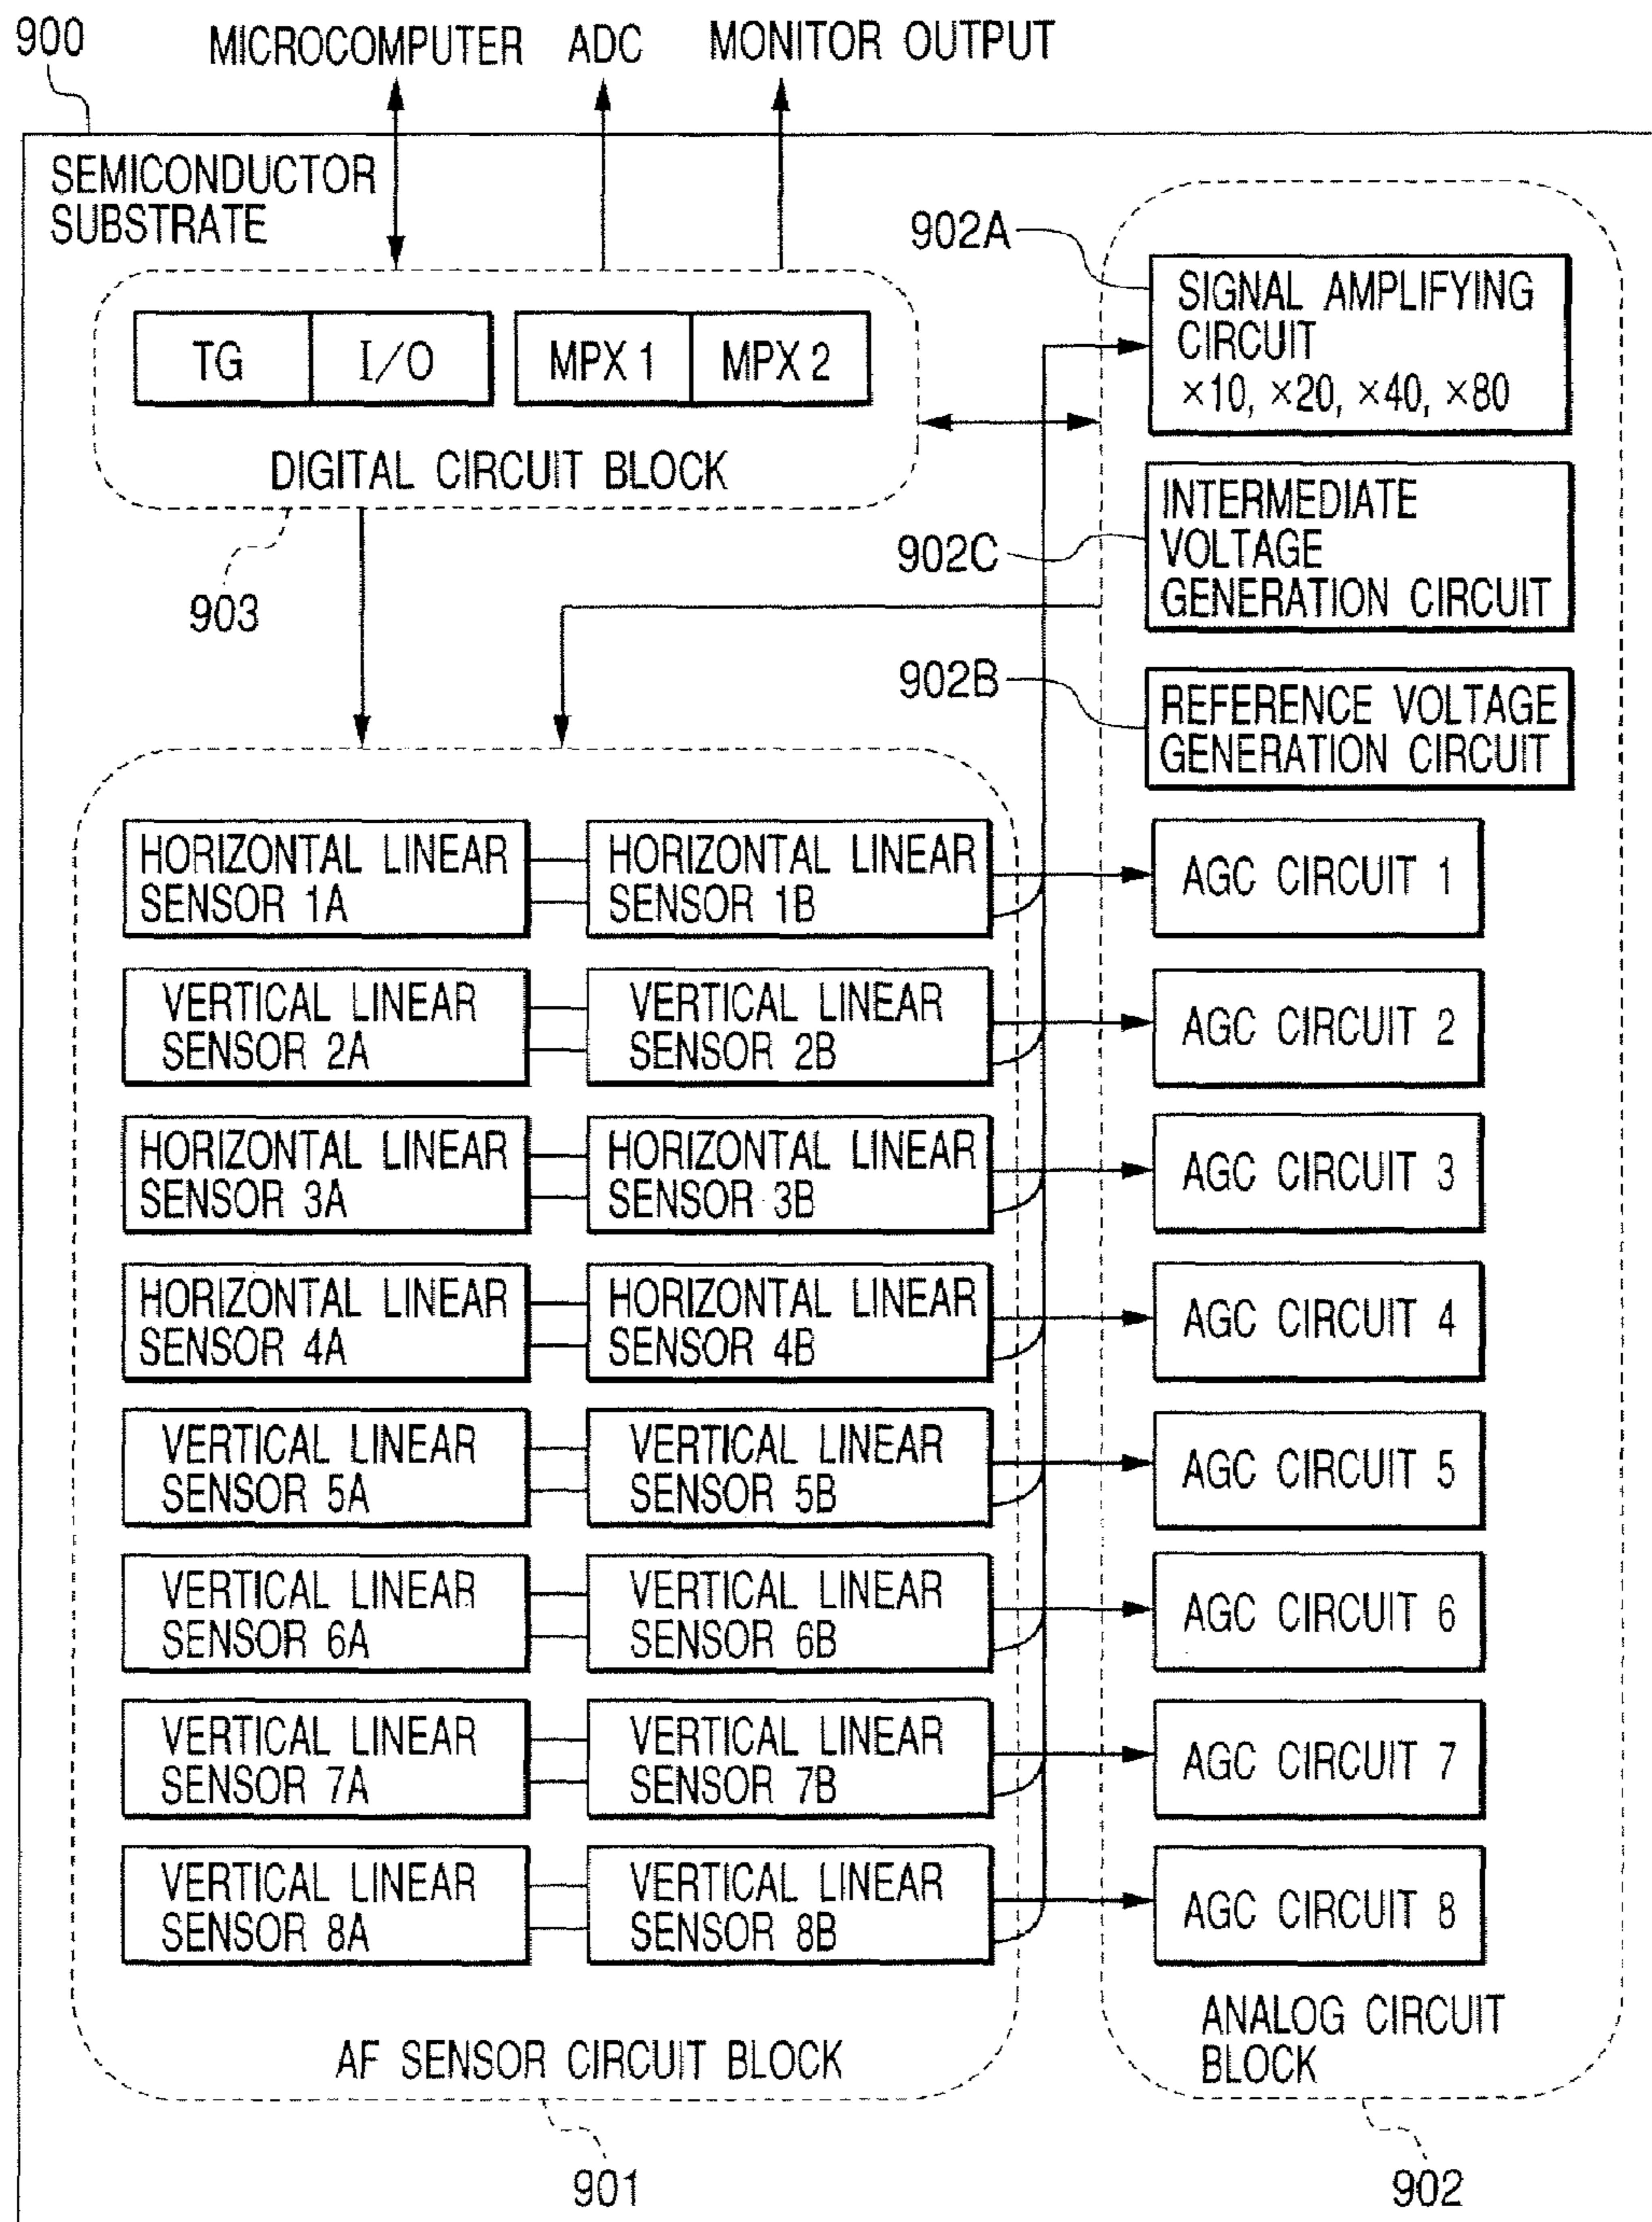 900
MICROCOMPUTER ADC MONITOR OUTPUT
SEMICONDUCTOR
SUBSTRATE
TG I/O MPX 1 MPX 2
DIGITAL CIRCUIT BLOCK
903
902A
SIGNAL AMPLIFYING
CIRCUIT
×10, ×20, ×40, ×80
902C
INTERMEDIATE
VOLTAGE
GENERATION CIRCUIT
902B
REFERENCE VOLTAGE
GENERATION CIRCUIT
HORIZONTAL LINEAR
SENSOR 1A
HORIZONTAL LINEAR
SENSOR 1B
AGC CIRCUIT 1
VERTICAL LINEAR
SENSOR 2A
VERTICAL LINEAR
SENSOR 2B
AGC CIRCUIT 2
HORIZONTAL LINEAR
SENSOR 3A
HORIZONTAL LINEAR
SENSOR 3B
AGC CIRCUIT 3
HORIZONTAL LINEAR
SENSOR 4A
HORIZONTAL LINEAR
SENSOR 4B
AGC CIRCUIT 4
VERTICAL LINEAR
SENSOR 5A
VERTICAL LINEAR
SENSOR 5B
AGC CIRCUIT 5
VERTICAL LINEAR
SENSOR 6A
VERTICAL LINEAR
SENSOR 6B
AGC CIRCUIT 6
VERTICAL LINEAR
SENSOR 7A
VERTICAL LINEAR
SENSOR 7B
AGC CIRCUIT 7
VERTICAL LINEAR
SENSOR 8A
VERTICAL LINEAR
SENSOR 8B
AGC CIRCUIT 8
AF SENSOR CIRCUIT BLOCK
ANALOG CIRCUIT
BLOCK
901
902